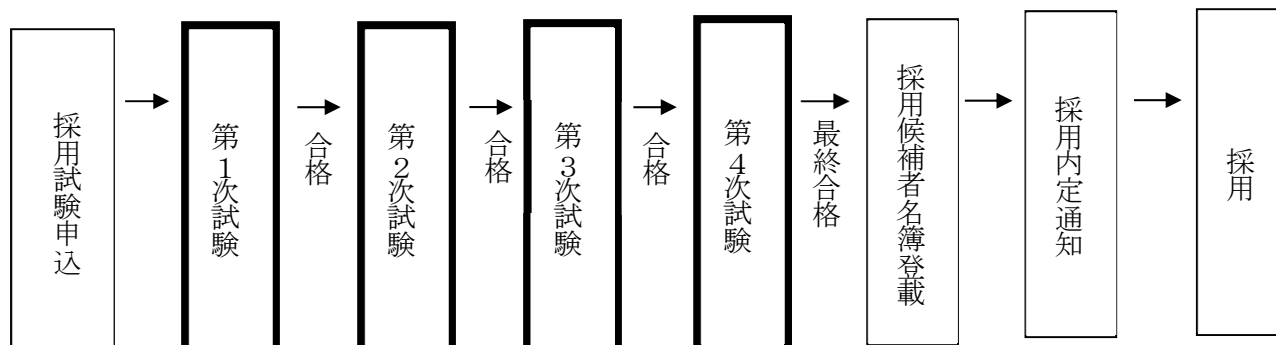 採用試験申込
第１次試験
合格
第２次試験
合格
第３次試験
合格
第４次試験
最終合格
採用候補者名簿登載
採用内定通知
採用